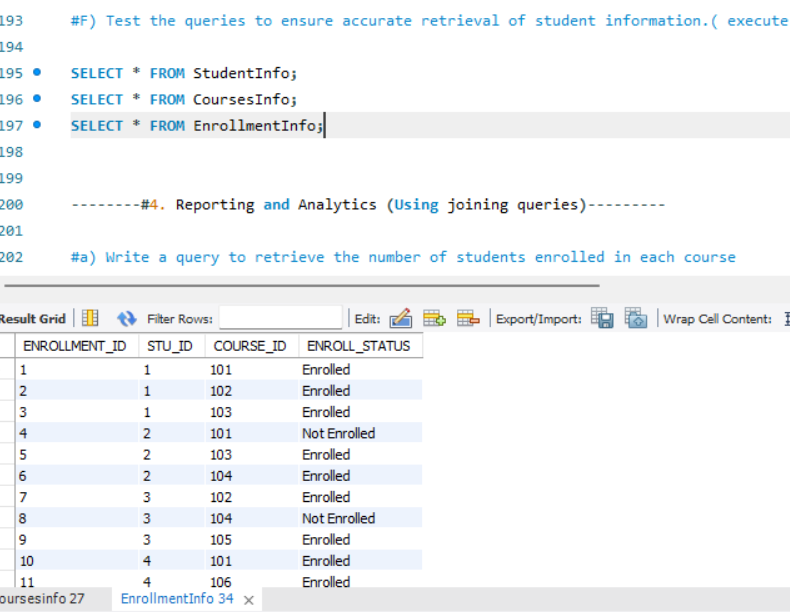 193 #F) Test the queries to ensure accurate retrieval of student information.( execute
194
195 SELECT * FROM StudentInfo;
196 SELECT * FROM CoursesInfo;
197 SELECT * FROM EnrollmentInfo;
198
199
200 --------#4. Reporting and Analytics (Using joining queries)---------
201
202 #a) Write a query to retrieve the number of students enrolled in each course
Result Grid Filter Rows: Edit: Export/Import: Wrap Cell Content:
ENROLLMENT_ID STU_ID COURSE_ID ENROLL_STATUS
1 1 101 Enrolled
2 1 102 Enrolled
3 1 103 Enrolled
4 2 101 Not Enrolled
5 2 103 Enrolled
6 2 104 Enrolled
7 3 102 Enrolled
8 3 104 Not Enrolled
9 3 105 Enrolled
10 4 101 Enrolled
11 4 106 Enrolled
oursesinfo 27 EnrollmentInfo 34